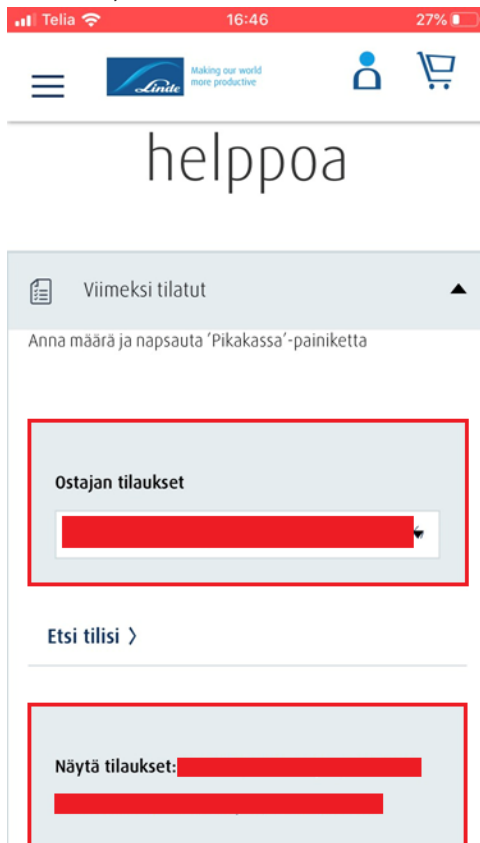 Telia 16:46 27%
Linde
Making our world
more productive
helppoa
Viimeksi tilatut
Anna määrä ja napsauta 'Pikakassa'-painiketta
Ostajan tilaukset
Etsi tilisi
Näytä tilaukset: